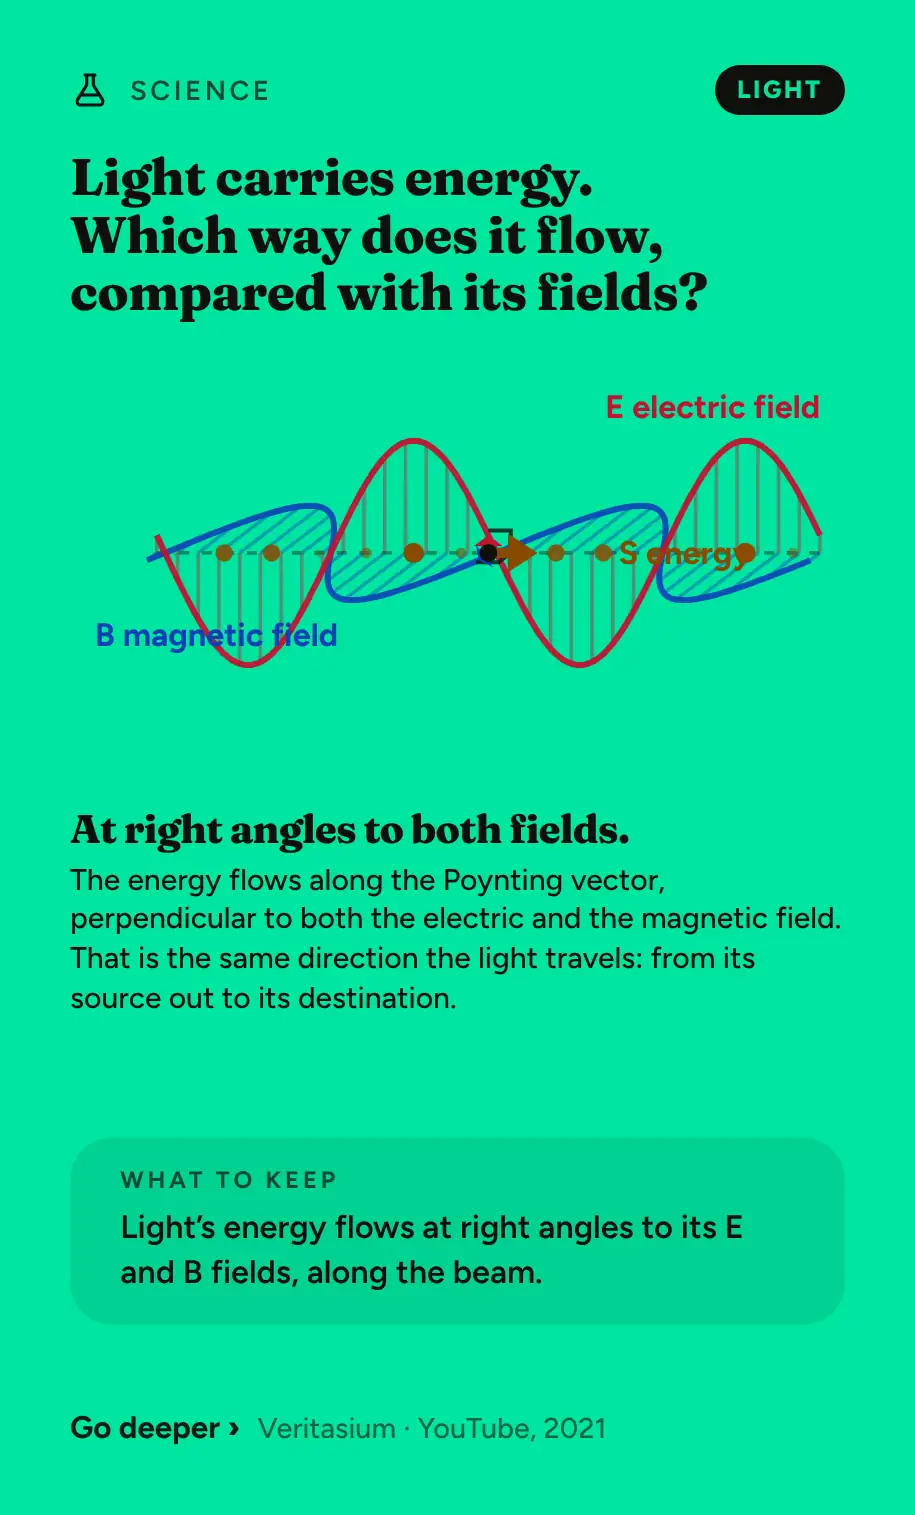 SCIENCE
LIGHT
Light carries energy.
Which way does it flow,
compared with its fields?
E electric field
S energy
B magnetic field
At right angles to both fields.
The energy flows along the Poynting vector,
perpendicular to both the electric and the magnetic field.
That is the same direction the light travels: from its
source out to its destination.
WHAT TO KEEP
Light’s energy flows at right angles to its E
and B fields, along the beam.
Go deeper › Veritasium · YouTube, 2021